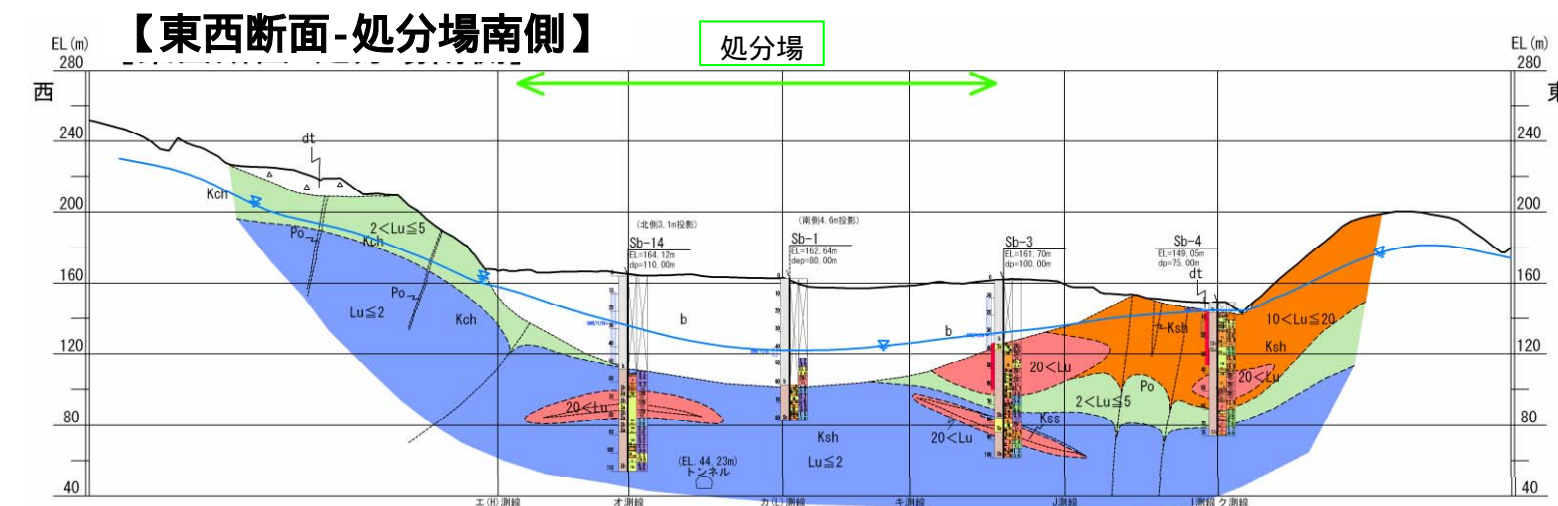 【東西断面-処分場南側】
処分場
EL(m)
EL(m)
280
280
西
東
240
240
dt
Kch
200
200
2<Lu≦5
Kch
Po
(北側3.1m投影)
Sb-14
EL=164.12m
dp=110.00m
(南側4.6m投影)
Sb-1
EL=162.64m
dep=80.00m
Sb-3
EL=161.70m
dp=100.00m
Sb-4
EL=149.05m
dp=75.00m
dt
160
160
Po
Lu≦2
Kch
b
b
Ksh
10<Lu≦20
Ksh
120
120
20<Lu
20<Lu
Po
2<Lu≦5
20<Lu
80
80
Kss
20<Lu
Ksh
Lu≦2
(EL.44.23m)
トンネル
40
40
エ(H)測線
オ測線
カ(L)測線
キ測線
J測線
I測線
ク測線